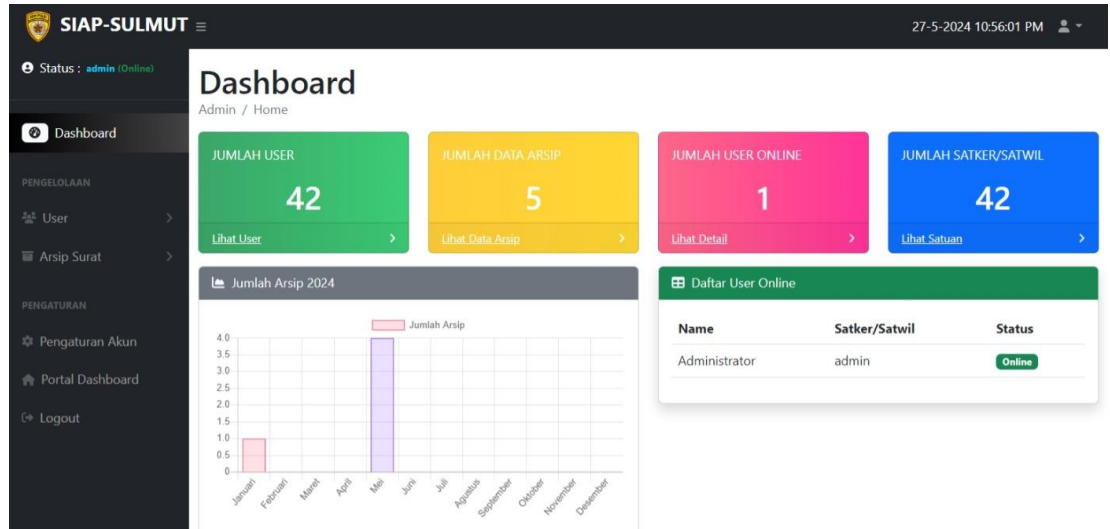 SIAP-SULMUT
27-5-2024 10:56:01 PM
Status : admin (Online)
Dashboard
PENGELOLAAN
User
Arsip Surat
PENGATURAN
Pengaturan Akun
Portal Dashboard
Logout
Dashboard
Admin / Home
JUMLAH USER
42
Lihat User
JUMLAH DATA ARSIP
5
Lihat Data Arsip
JUMLAH USER ONLINE
1
Lihat Detail
JUMLAH SATKER/SATWIL
42
Lihat Satuan
Jumlah Arsip 2024
Jumlah Arsip
4.0
3.5
3.0
2.5
2.0
1.5
1.0
0.5
0
Januari Februari Maret April Mei Juni Juli Agustus September Oktober November Desember
Daftar User Online
Name Satker/Satwil Status
Administrator admin Online